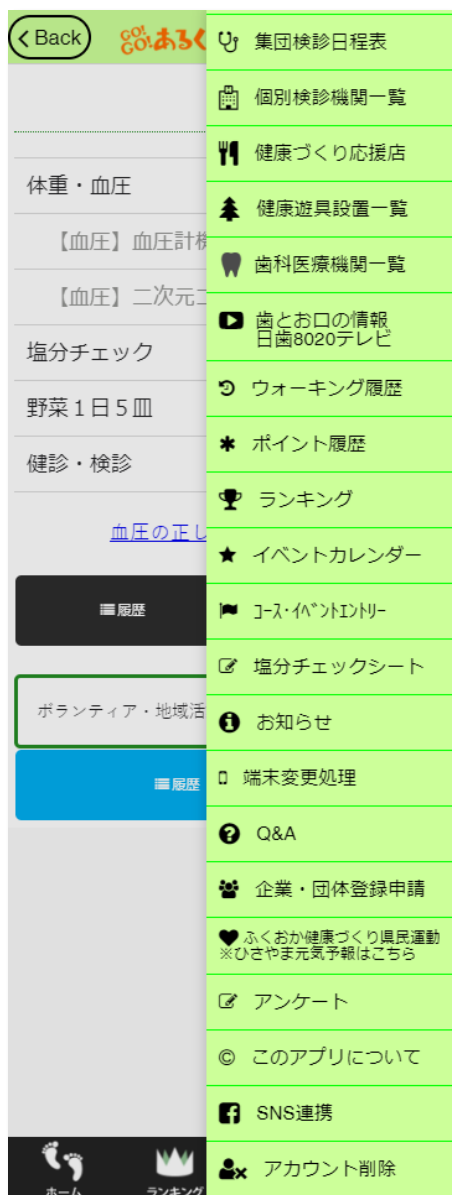 Back
GO!GO!あるく
体重・血圧
【血圧】血圧計機
【血圧】二次元コ
塩分チェック
野菜1日5皿
健診・検診
血圧の正し
履歴
ボランティア・地域活
履歴
ホーム
ランキング
集団検診日程表
個別検診機関一覧
健康づくり応援店
健康遊具設置一覧
歯科医療機関一覧
歯とお口の情報
日歯8020テレビ
ウォーキング履歴
ポイント履歴
ランキング
イベントカレンダー
ｺｰｽ･ｲﾍﾞﾝﾄｴﾝﾄﾘｰ
塩分チェックシート
お知らせ
端末変更処理
Q&A
企業・団体登録申請
ふくおか健康づくり県民運動
※ひさやま元気予報はこちら
アンケート
© このアプリについて
SNS連携
アカウント削除